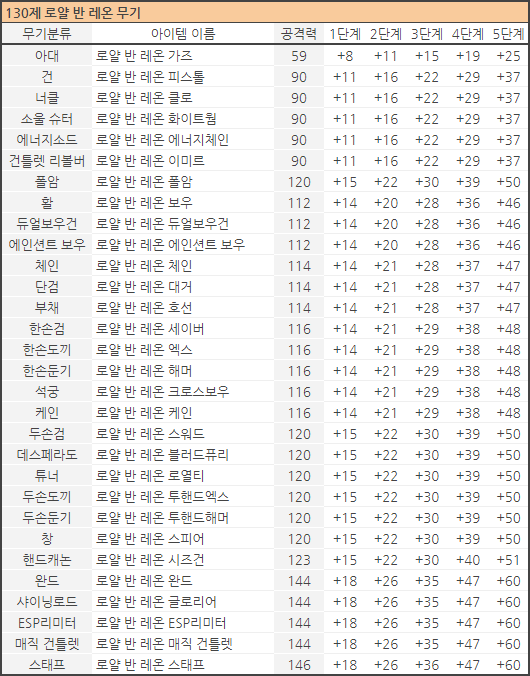 130제 로얄 반 레온 무기
무기분류 아이템 이름 공격력 1단계 2단계 3단계 4단계 5단계
아대 로얄 반 레온 가즈 59 +8 +11 +15 +19 +25
건 로얄 반 레온 피스톨 90 +11 +16 +22 +29 +37
너클 로얄 반 레온 클로 90 +11 +16 +22 +29 +37
소울 슈터 로얄 반 레온 화이트웜 90 +11 +16 +22 +29 +37
에너지소드 로얄 반 레온 에너지체인 90 +11 +16 +22 +29 +37
건틀렛 리볼버 로얄 반 레온 이미르 90 +11 +16 +22 +29 +37
폴암 로얄 반 레온 폴암 120 +15 +22 +30 +39 +50
활 로얄 반 레온 보우 112 +14 +20 +28 +36 +46
듀얼보우건 로얄 반 레온 듀얼보우건 112 +14 +20 +28 +36 +46
에인션트 보우 로얄 반 레온 에인션트 보우 112 +14 +20 +28 +36 +46
체인 로얄 반 레온 체인 114 +14 +21 +28 +37 +47
단검 로얄 반 레온 대거 114 +14 +21 +28 +37 +47
부채 로얄 반 레온 호선 114 +14 +21 +28 +37 +47
한손검 로얄 반 레온 세이버 116 +14 +21 +29 +38 +48
한손도끼 로얄 반 레온 엑스 116 +14 +21 +29 +38 +48
한손둔기 로얄 반 레온 해머 116 +14 +21 +29 +38 +48
석궁 로얄 반 레온 크로스보우 116 +14 +21 +29 +38 +48
케인 로얄 반 레온 케인 116 +14 +21 +29 +38 +48
두손검 로얄 반 레온 스워드 120 +15 +22 +30 +39 +50
데스페라도 로얄 반 레온 블러드퓨리 120 +15 +22 +30 +39 +50
튜너 로얄 반 레온 로열티 120 +15 +22 +30 +39 +50
두손도끼 로얄 반 레온 투핸드엑스 120 +15 +22 +30 +39 +50
두손둔기 로얄 반 레온 투핸드해머 120 +15 +22 +30 +39 +50
창 로얄 반 레온 스피어 120 +15 +22 +30 +39 +50
핸드캐논 로얄 반 레온 시즈건 123 +15 +22 +30 +40 +51
완드 로얄 반 레온 완드 144 +18 +26 +35 +47 +60
샤이닝로드 로얄 반 레온 글로리어 144 +18 +26 +35 +47 +60
ESP리미터 로얄 반 레온 ESP리미터 144 +18 +26 +35 +47 +60
매직 건틀렛 로얄 반 레온 매직 건틀렛 144 +18 +26 +35 +47 +60
스태프 로얄 반 레온 스태프 146 +18 +26 +36 +47 +60